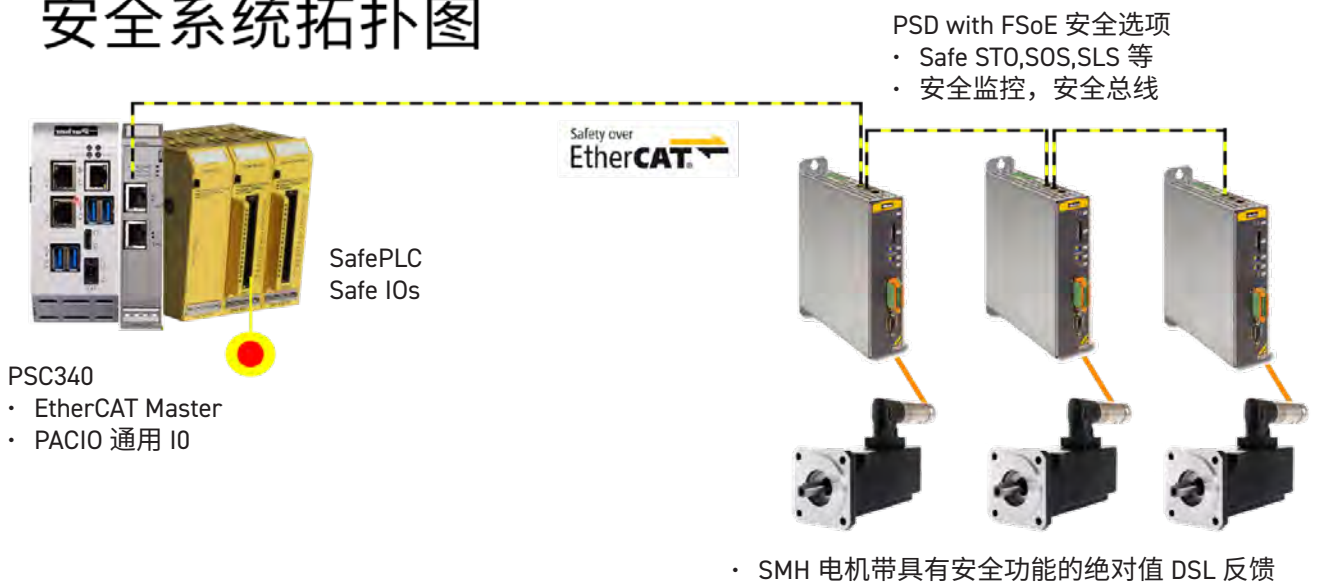 安全系统拓扑图
PSD with FSoE 安全选项
· Safe STO,SOS,SLS 等
· 安全监控，安全总线
Safety over
EtherCAT®
SafePLC
Safe IOs
PSC340
· EtherCAT Master
· PACIO 通用 I0
· SMH 电机带具有安全功能的绝对值 DSL 反馈